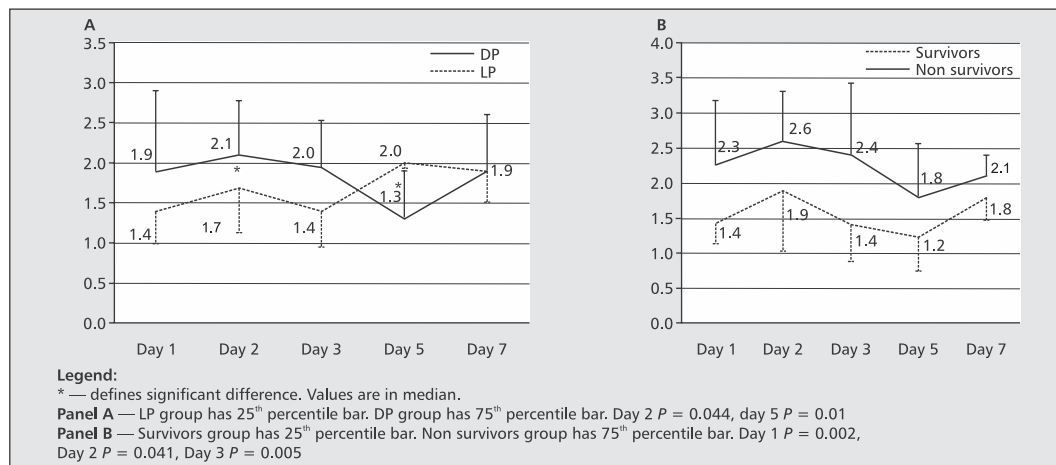 A
3.5
3.0
2.5
2.0
1.5
1.0
0.5
0.0
DP
LP
1.9
2.1
2.0
2.0
1.9
*
*
1.3
1.4
1.7
1.4
Day 1 Day 2 Day 3 Day 5 Day 7
B
4.0
3.5
3.0
2.5
2.0
1.5
1.0
0.5
0.0
Survivors
Non survivors
2.3
2.6
2.4
1.8
2.1
1.4
1.9
1.4
1.2
1.8
Day 1 Day 2 Day 3 Day 5 Day 7
Legend:
* — defines significant difference. Values are in median.
Panel A — LP group has 25th percentile bar. DP group has 75th percentile bar. Day 2 P = 0.044, day 5 P = 0.01
Panel B — Survivors group has 25th percentile bar. Non survivors group has 75th percentile bar. Day 1 P = 0.002,
Day 2 P = 0.041, Day 3 P = 0.005